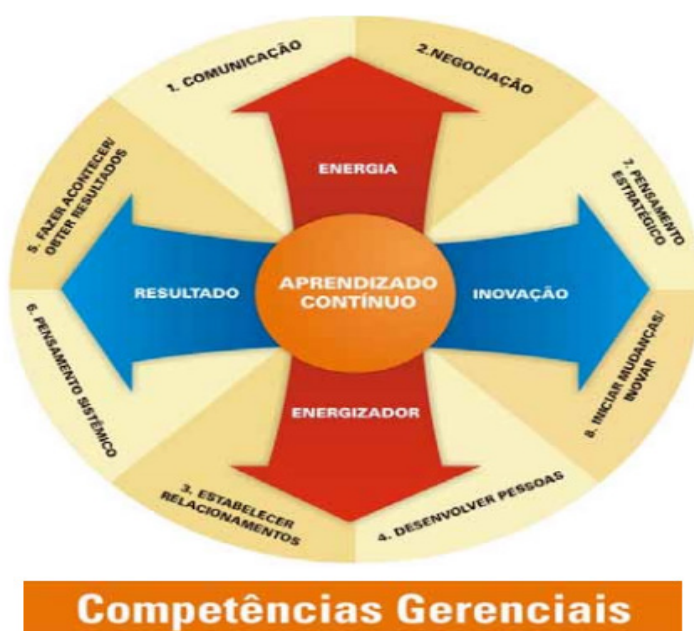 1. COMUNICAÇÃO
2.NEGOCIAÇÃO
ENERGIA
5. FAZER ACONTECER/
OBTER RESULTADOS
7. PENSAMENTO
ESTRATÉGICO
RESULTADO
APRENDIZADO
CONTÍNUO
INOVAÇÃO
6. PENSAMENTO SISTÊMICO
8. INICIAR MUDANÇAS/
INOVAR
ENERGIZADOR
3. ESTABELECER
RELACIONAMENTOS
4. DESENVOLVER PESSOAS
Competências Gerenciais